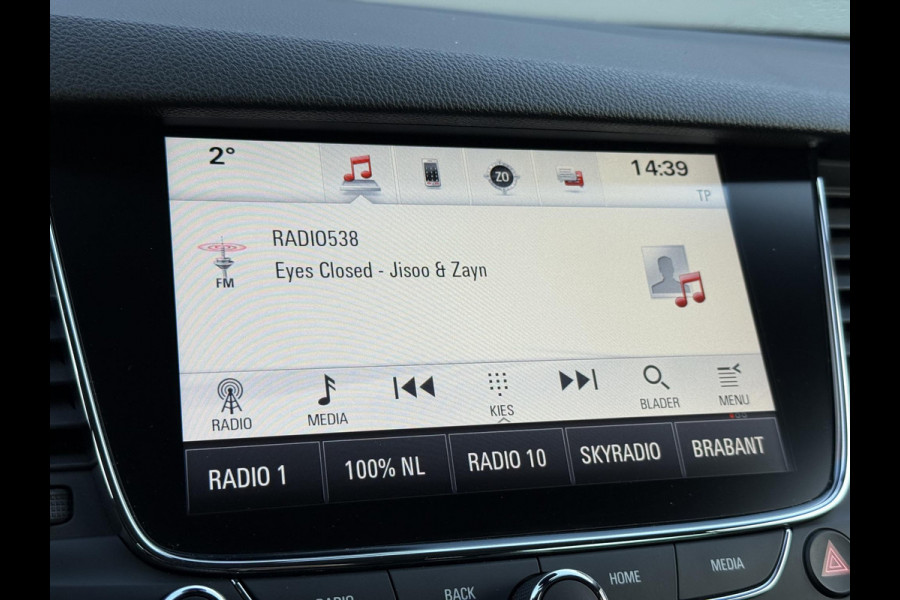 2°
ZO
14:39
TP
RADIO538
Eyes Closed - Jisoo & Zayn
FM
RADIO
MEDIA
KIES
BLADER
MENU
RADIO 1
100% NL
RADIO 10
SKYRADIO
BRABANT
RADIO
BACK
HOME
MEDIA